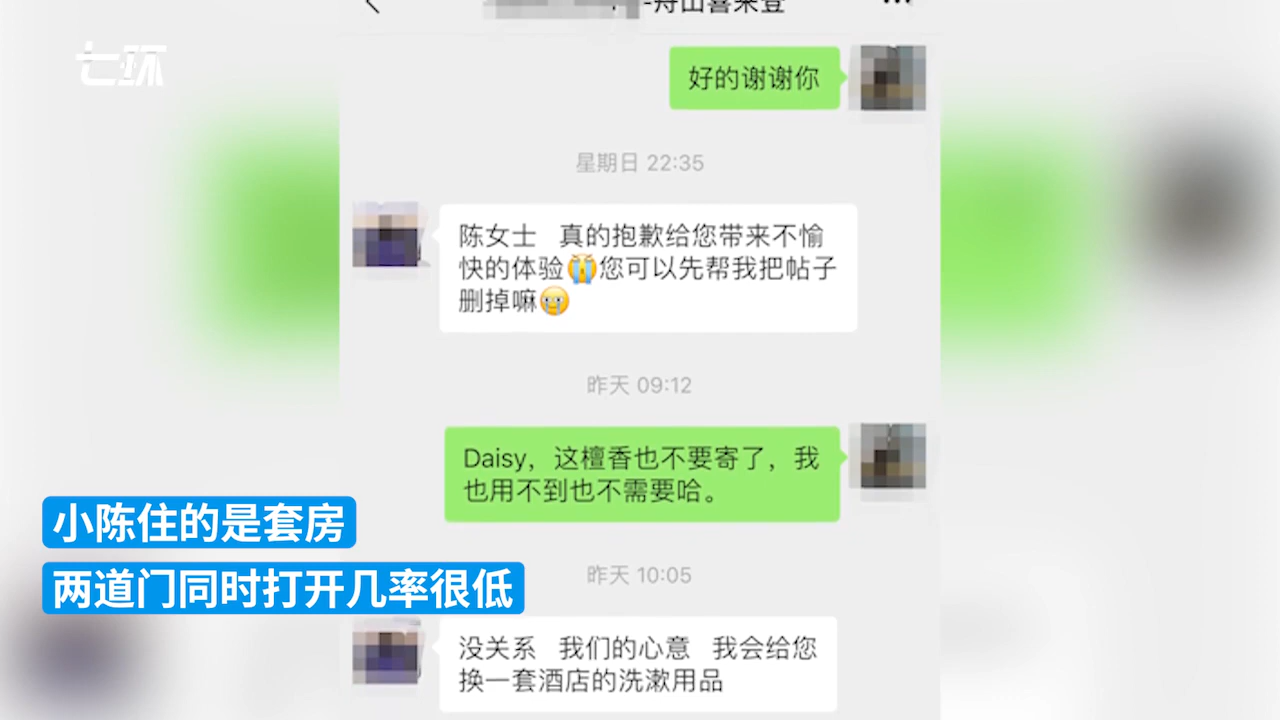 -舟山喜来登
七环
好的谢谢你
星期日 22:35
陈女士 真的抱歉给您带来不愉
快的体验😭您可以先帮我把帖子
删掉嘛😭
昨天 09:12
Daisy，这檀香也不要寄了，我
也用不到也不需要哈。
小陈住的是套房
两道门同时打开几率很低
昨天 10:05
没关系 我们的心意 我会给您
换一套酒店的洗漱用品